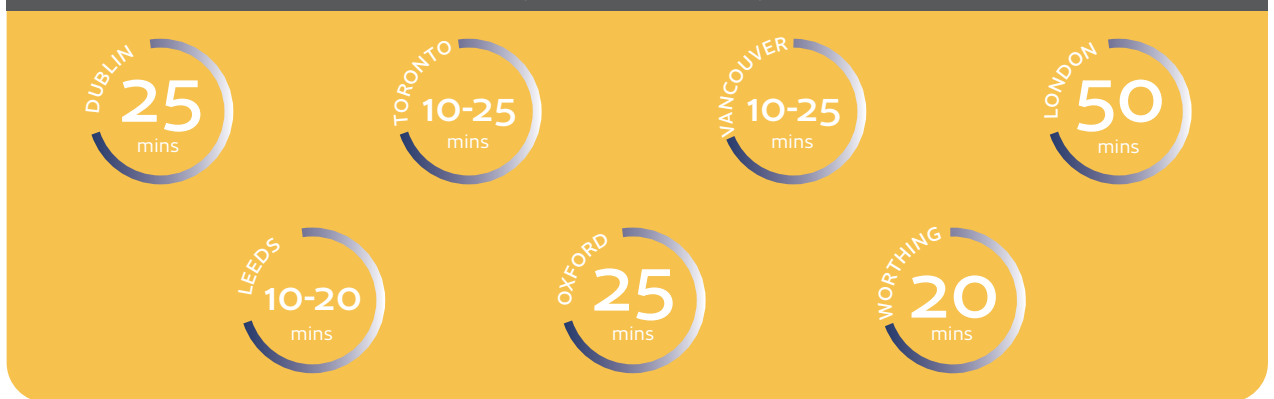 DUBLIN
25
mins
TORONTO
10-25
mins
VANCOUVER
10-25
mins
LONDON
50
mins
LEEDS
10-20
mins
OXFORD
25
mins
WORTHING
20
mins